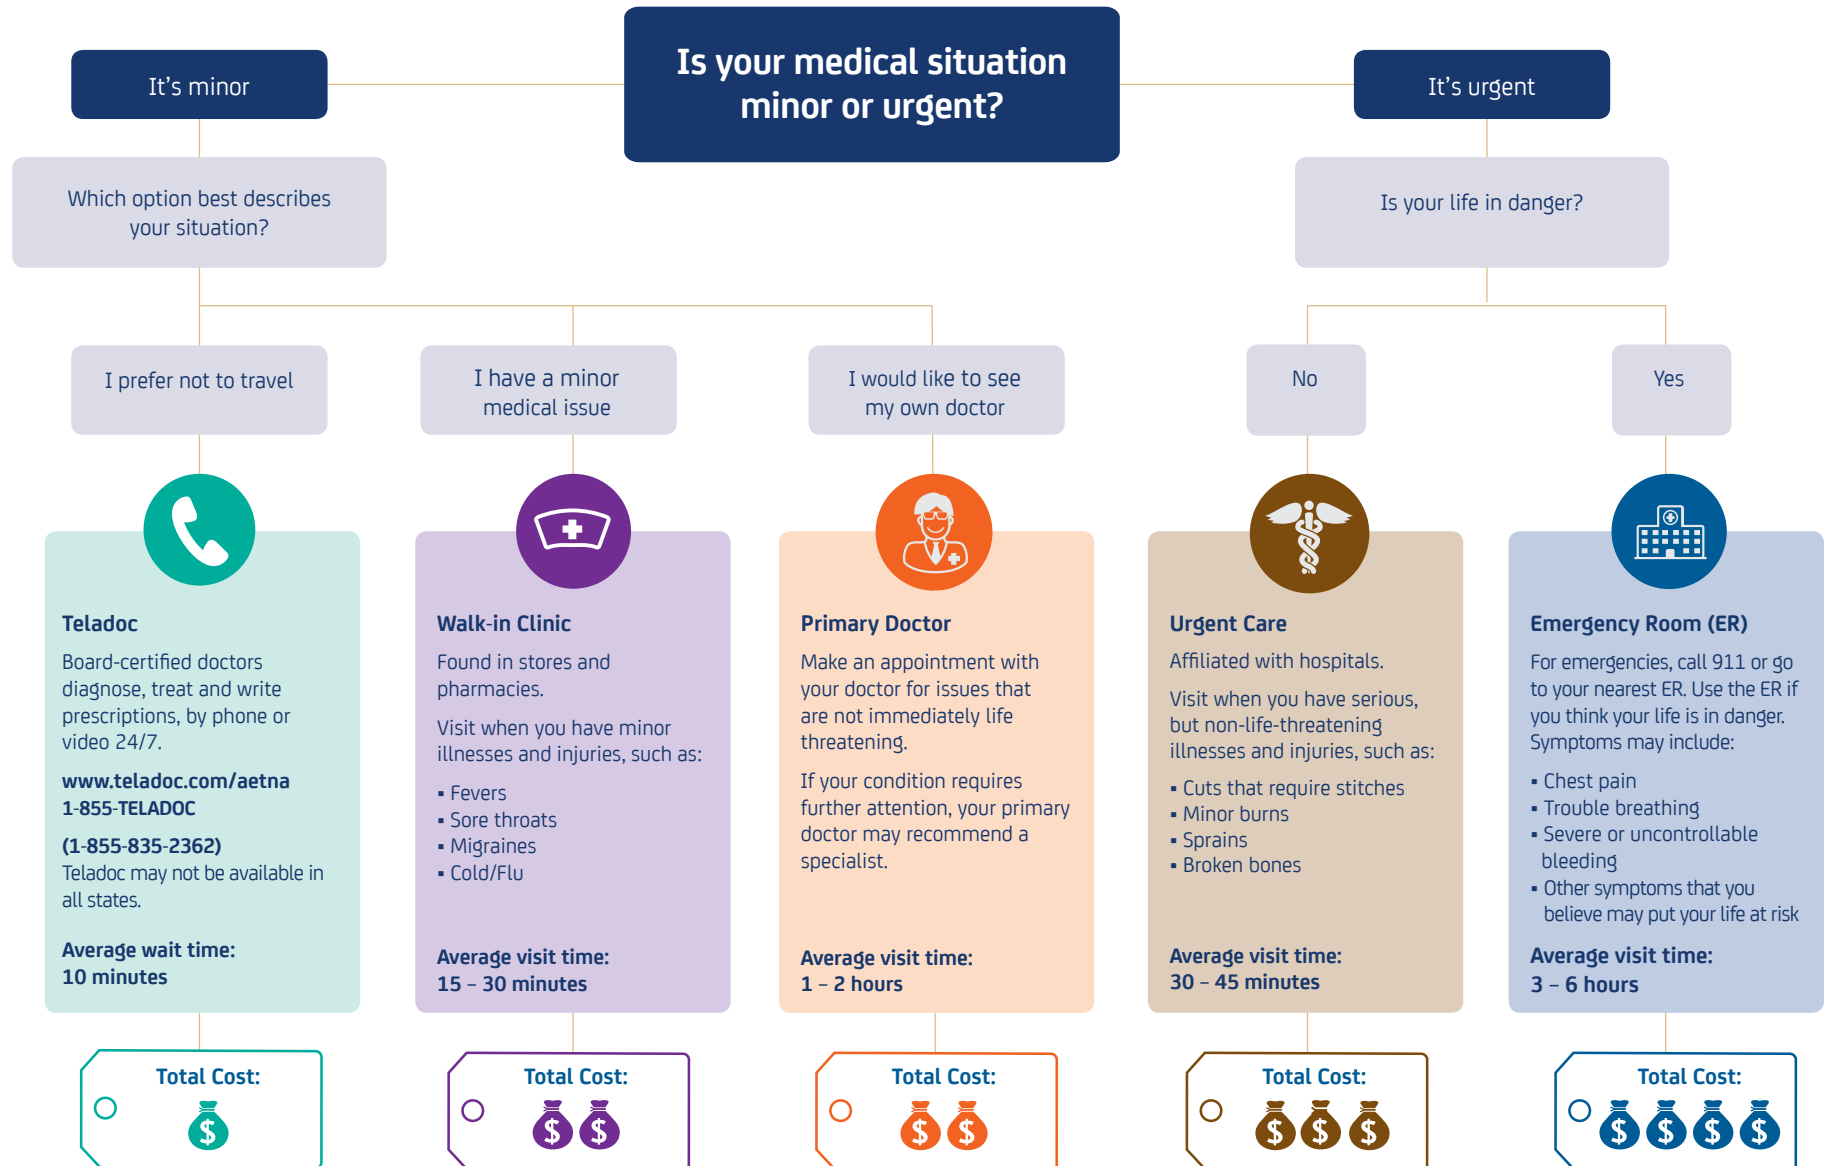 Is your medical situation
minor or urgent?
It's minor
It's urgent
Which option best describes
your situation?
Is your life in danger?
I prefer not to travel
I have a minor
medical issue
I would like to see
my own doctor
No
Yes
Teladoc
Board-certified doctors
diagnose, treat and write
prescriptions, by phone or
video 24/7.
www.teladoc.com/aetna
1-855-TELADOC
(1-855-835-2362)
Teladoc may not be available in
all states.
Average wait time:
10 minutes
Walk-in Clinic
Found in stores and
pharmacies.
Visit when you have minor
illnesses and injuries, such as:
▪ Fevers
▪ Sore throats
▪ Migraines
▪ Cold/Flu
Average visit time:
15 – 30 minutes
Primary Doctor
Make an appointment with
your doctor for issues that
are not immediately life
threatening.
If your condition requires
further attention, your primary
doctor may recommend a
specialist.
Average visit time:
1 – 2 hours
Urgent Care
Affiliated with hospitals.
Visit when you have serious,
but non-life-threatening
illnesses and injuries, such as:
▪ Cuts that require stitches
▪ Minor burns
▪ Sprains
▪ Broken bones
Average visit time:
30 – 45 minutes
Emergency Room (ER)
For emergencies, call 911 or go
to your nearest ER. Use the ER if
you think your life is in danger.
Symptoms may include:
▪ Chest pain
▪ Trouble breathing
▪ Severe or uncontrollable
bleeding
▪ Other symptoms that you
believe may put your life at risk
Average visit time:
3 – 6 hours
Total Cost:
$
Total Cost:
$ $
Total Cost:
$ $
Total Cost:
$ $ $
Total Cost:
$ $ $ $